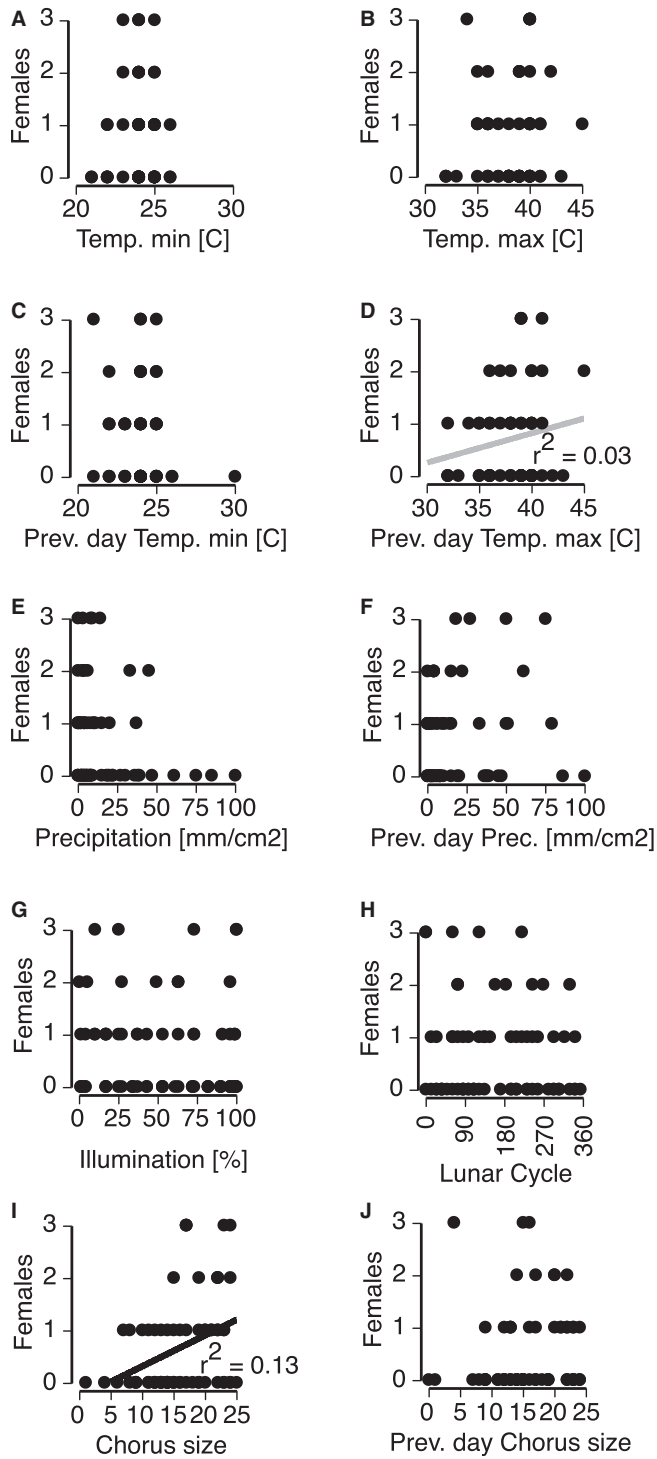 A
B
3
2
1
0
Females
20 25 30
Temp. min [C]
3
2
1
0
Females
30 35 40 45
Temp. max [C]
C
D
3
2
1
0
Females
20 25 30
Prev. day Temp. min [C]
3
2
1
0
Females
r2 = 0.03
30 35 40 45
Prev. day Temp. max [C]
E
F
3
2
1
0
Females
0 25 50 75 100
Precipitation [mm/cm2]
3
2
1
0
Females
0 25 50 75 100
Prev. day Prec. [mm/cm2]
G
H
3
2
1
0
Females
0 25 50 75 100
Illumination [%]
3
2
1
0
Females
0 90 180 270 360
Lunar Cycle
I
J
3
2
1
0
Females
r2 = 0.13
0 5 10 15 20 25
Chorus size
3
2
1
0
Females
0 5 10 15 20 25
Prev. day Chorus size